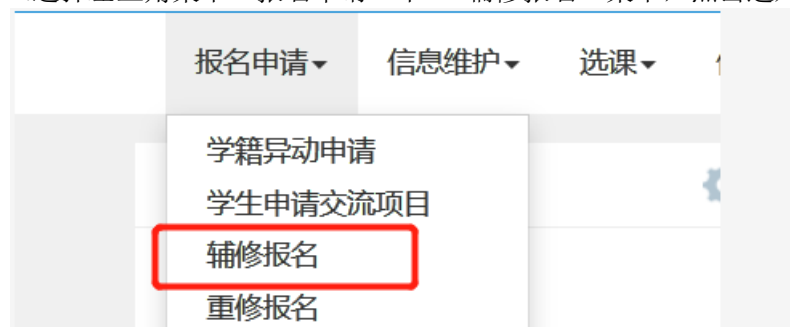 报名申请 信息维护 选课
学籍异动申请
学生申请交流项目
辅修报名
重修报名